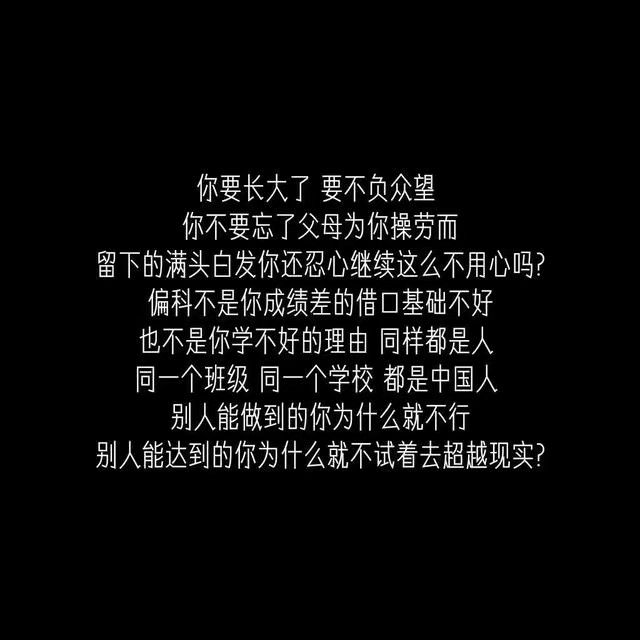 你要长大了 要不负众望
你不要忘了父母为你操劳而
留下的满头白发你还忍心继续这么不用心吗?
偏科不是你成绩差的借口基础不好
也不是你学不好的理由 同样都是人
同一个班级 同一个学校 都是中国人
别人能做到的你为什么就不行
别人能达到的你为什么就不试着去超越现实?